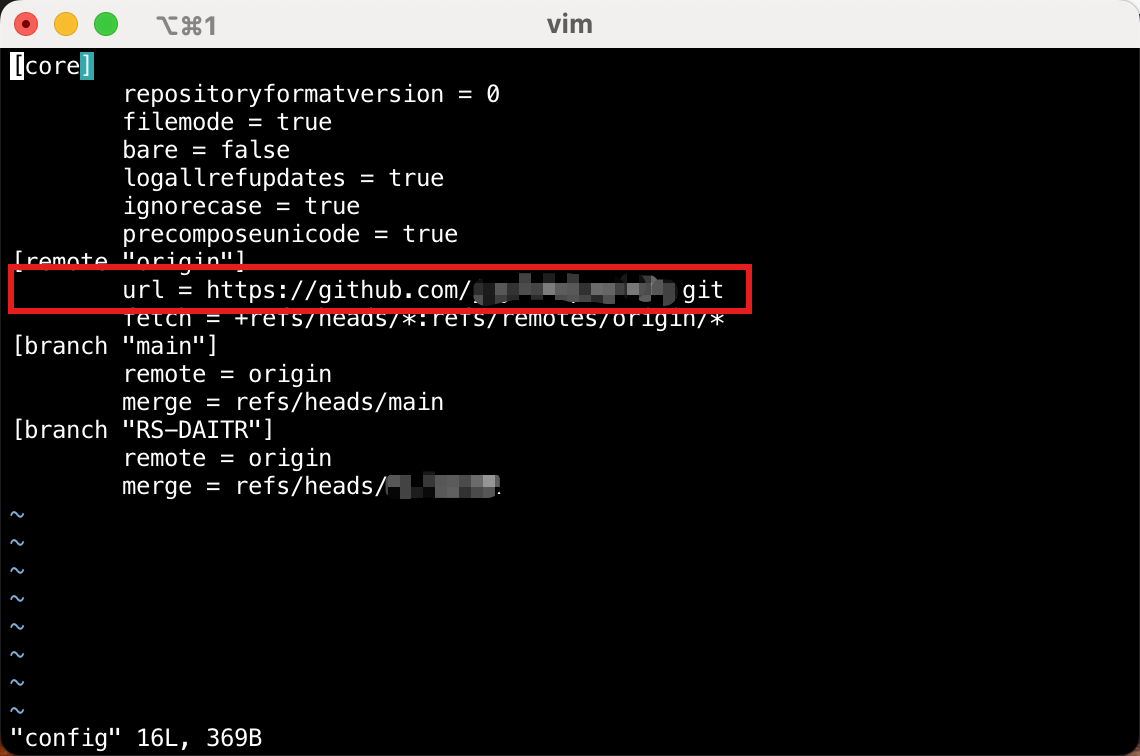 ⌥⌘1 vim
[core]
repositoryformatversion = 0
filemode = true
bare = false
logallrefupdates = true
ignorecase = true
precomposeunicode = true
[remote "origin"]
url = https://github.com/ git
fetch = +refs/heads/*:refs/remotes/origin/*
[branch "main"]
remote = origin
merge = refs/heads/main
[branch "RS-DAITR"]
remote = origin
merge = refs/heads/
~
~
~
~
~
~
~
~
"config" 16L, 369B